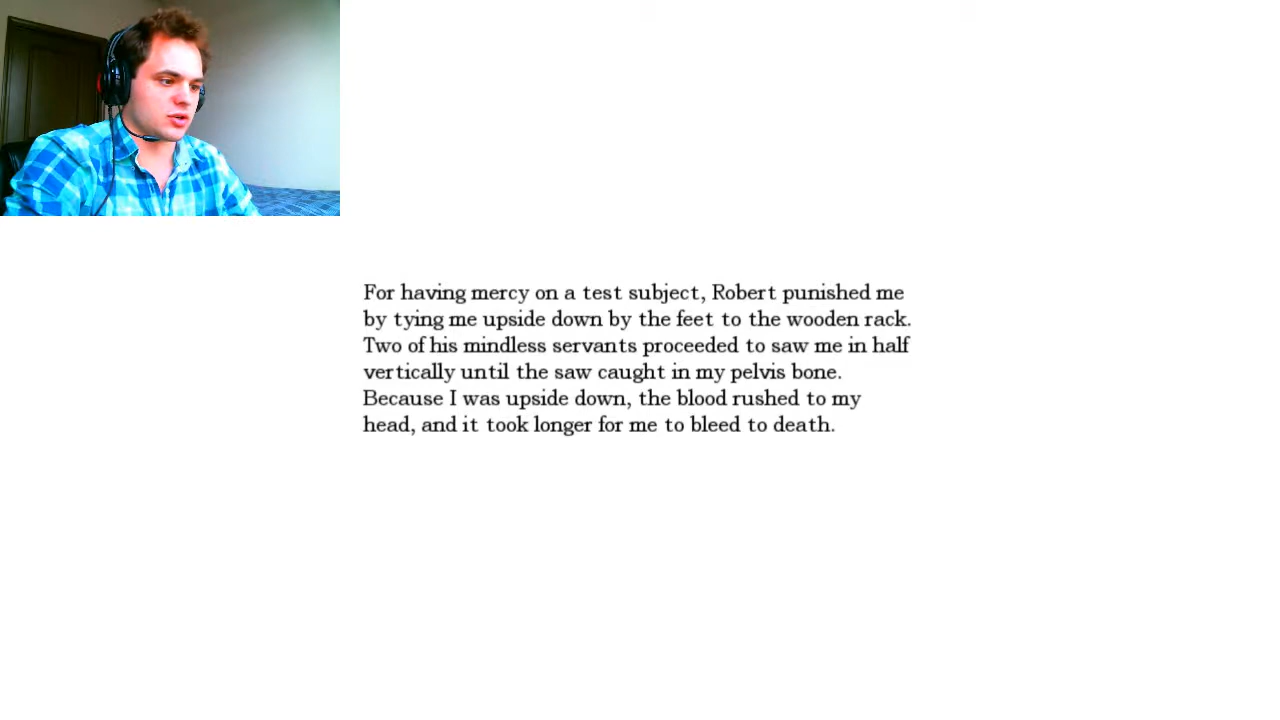 For having mercy on a test subject, Robert punished me
by tying me upside down by the feet to the wooden rack.
Two of his mindless servants proceeded to saw me in half
vertically until the saw caught in my pelvis bone.
Because I was upside down, the blood rushed to my
head, and it took longer for me to bleed to death.